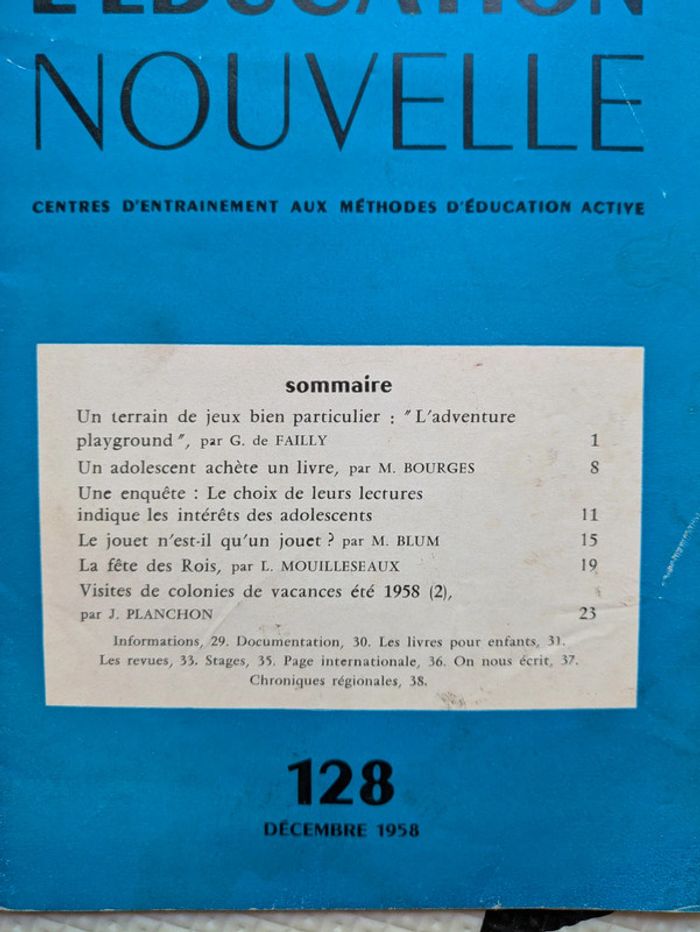 L'ÉDUCATION
NOUVELLE
CENTRES D'ENTRAINEMENT AUX MÉTHODES D'ÉDUCATION ACTIVE
sommaire
Un terrain de jeux bien particulier : "L'adventure
playground", par G. de FAILLY 1
Un adolescent achète un livre, par M. BOURGES 8
Une enquête : Le choix de leurs lectures
indique les intérêts des adolescents 11
Le jouet n'est-il qu'un jouet ? par M. BLUM 15
La fête des Rois, par L. MOUILLESEAUX 19
Visites de colonies de vacances été 1958 (2),
par J. PLANCHON 23
Informations, 29. Documentation, 30. Les livres pour enfants, 31.
Les revues, 33. Stages, 35. Page internationale, 36. On nous écrit, 37.
Chroniques régionales, 38.
128
DÉCEMBRE 1958